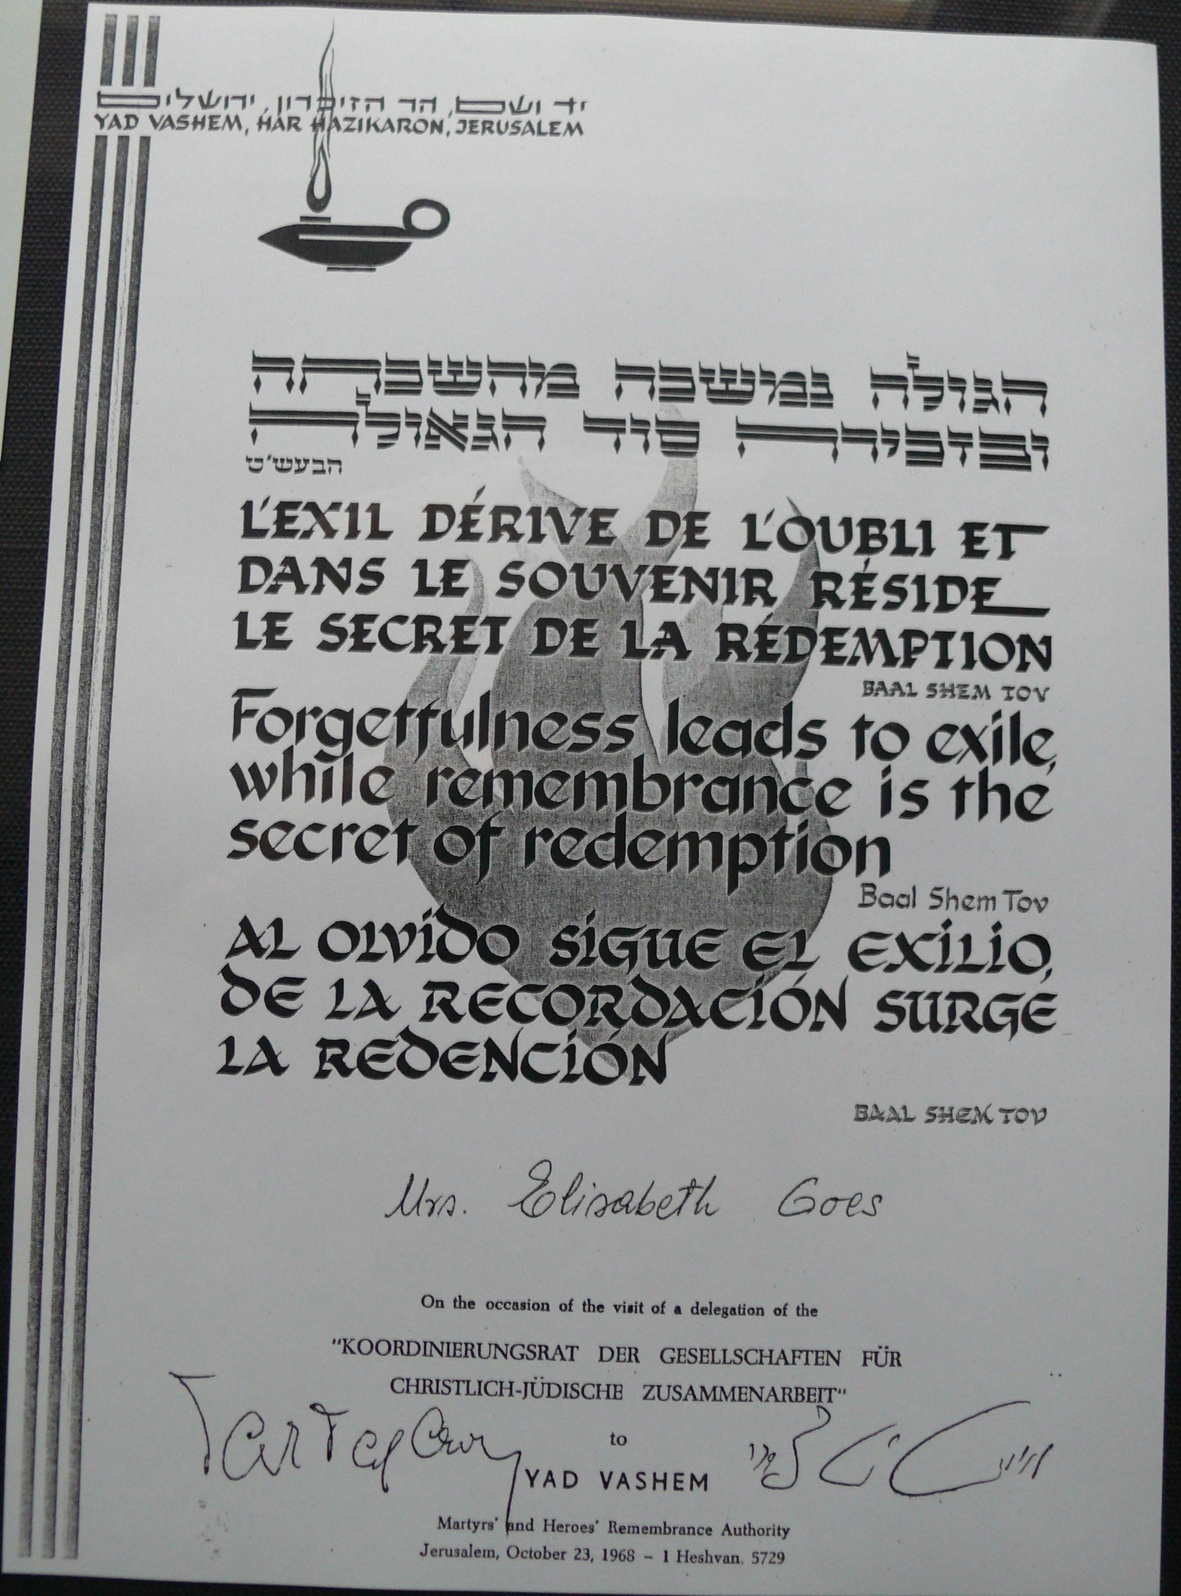 יד ושם, הר הזיכרון, ירושלים
YAD VASHEM, HAR HAZIKARON, JERUSALEM
הגולה נמשכה מהשכחה
ובזכירה סוד הגאולה
הבעש"ט
L'EXIL DÉRIVE DE L'OUBLI ET
DANS LE SOUVENIR RÉSIDE
LE SECRET DE LA RÉDEMPTION
BAAL SHEM TOV
Forgetfulness leads to exile,
while remembrance is the
secret of redemption
Baal Shem Tov
AL OLVIDO SIGUE EL EXILIO,
DE LA RECORDACIÓN SURGE
LA REDENCIÓN
BAAL SHEM TOV
Mrs. Elisabeth Goes
On the occasion of the visit of a delegation of the
"KOORDINIERUNGSRAT DER GESELLSCHAFTEN FÜR
CHRISTLICH-JÜDISCHE ZUSAMMENARBEIT"
to
YAD VASHEM
Martyrs' and Heroes' Remembrance Authority
Jerusalem, October 23, 1968 - 1 Heshvan. 5729